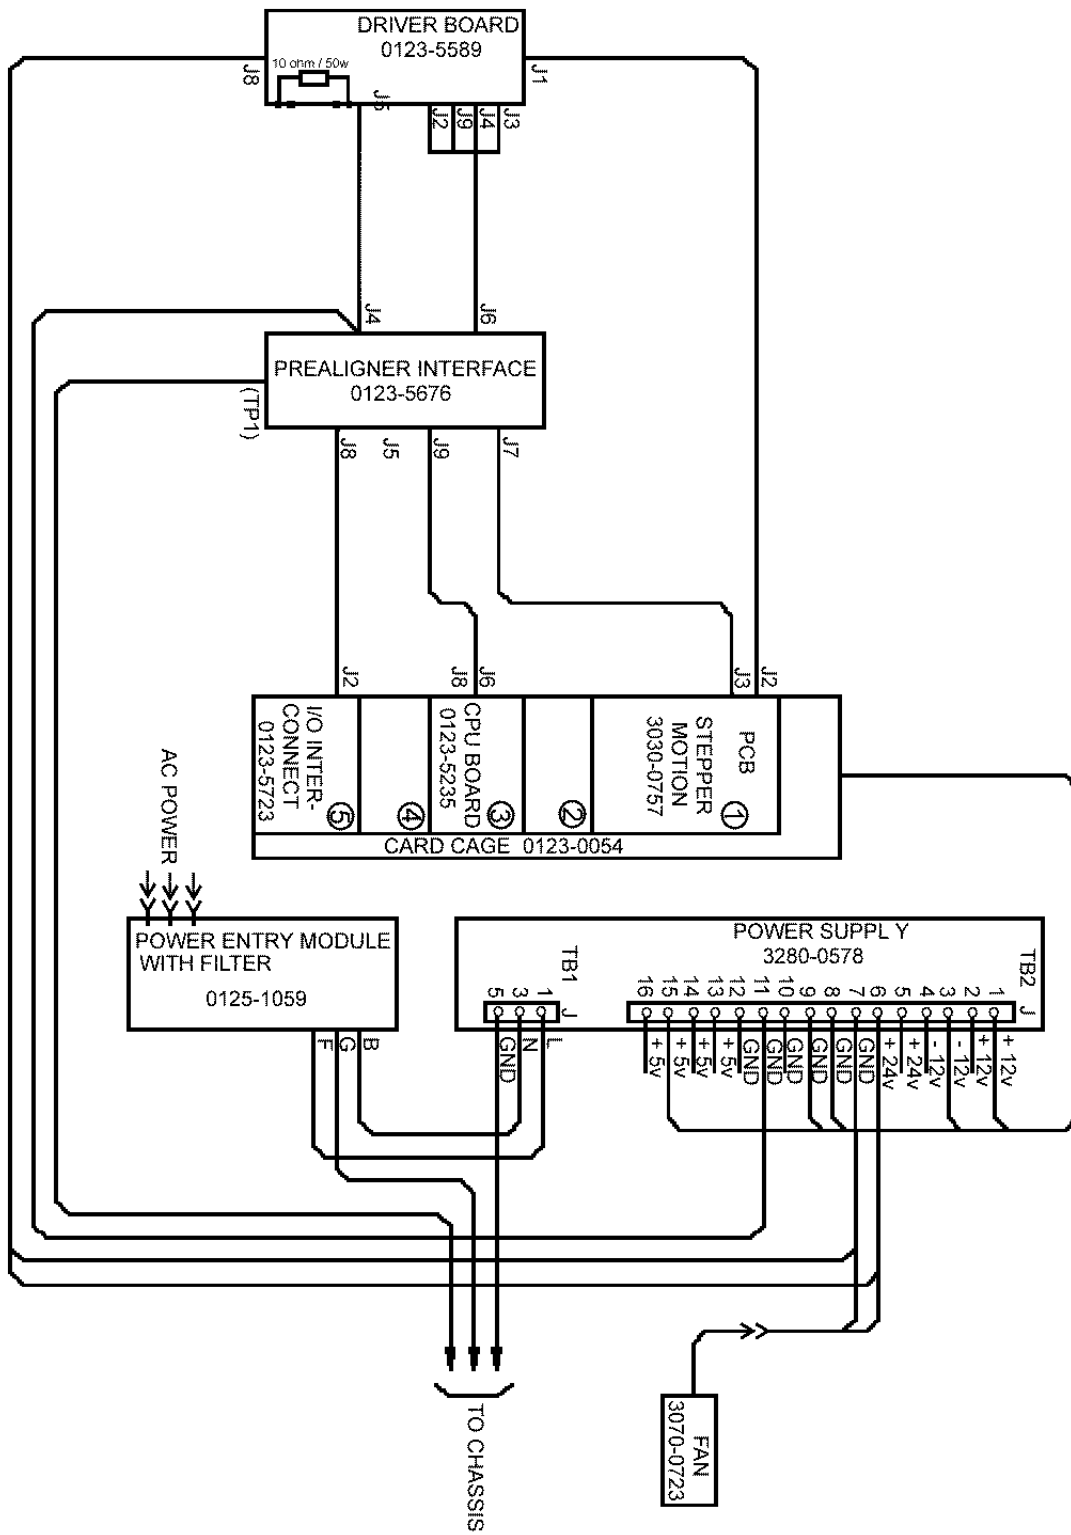 DRIVER BOARD
0123-5589
10 ohm / 50w
J8
J5
J2
J9
J4
J3
J1
J4
J6
PREALIGNER INTERFACE
0123-5676
(TP1)
J8
J5
J9
J7
J2
J8
J6
J3
J2
I/O INTER-
CONNECT
0123-5723
5
4
CPU BOARD
0123-5235
3
2
PCB
STEPPER
MOTION
3030-0757
1
CARD CAGE 0123-0054
AC POWER
POWER ENTRY MODULE
WITH FILTER
0125-1059
F
G
B
POWER SUPPLY
3280-0578
TB1
J
5
3
1
GND
N
L
TB2
J
16
15
14
13
12
11
10
9
8
7
6
5
4
3
2
1
+ 5v
+ 5v
+ 5v
+ 5v
GND
GND
GND
GND
GND
+ 24v
+ 24v
- 12v
- 12v
+ 12v
+ 12v
TO CHASSIS
FAN
3070-0723